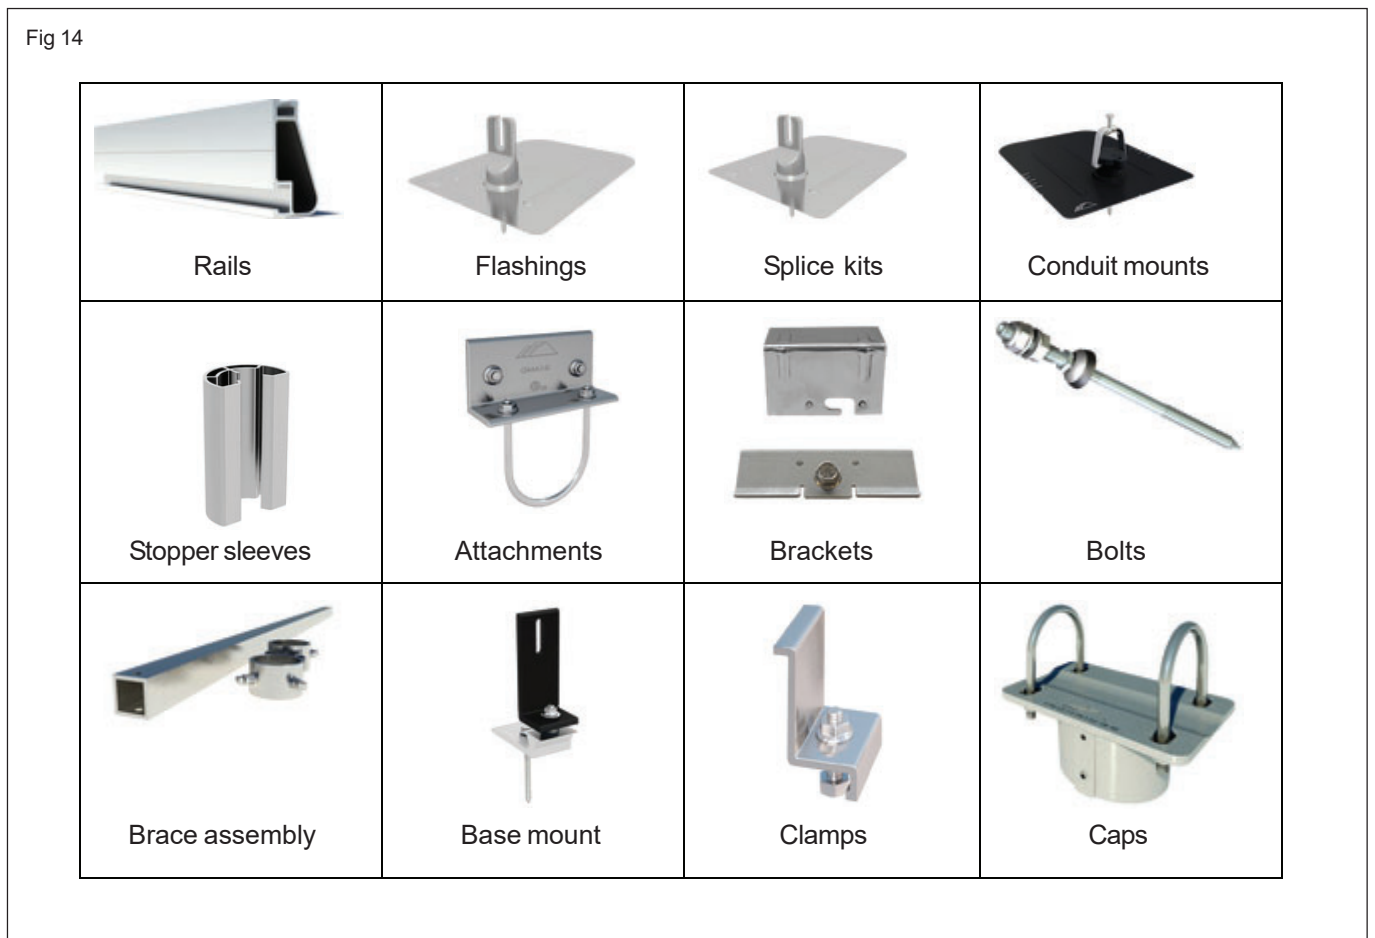 Fig 14
Rails
Flashings
Splice kits
Conduit mounts
Stopper sleeves
Attachments
Brackets
Bolts
Brace assembly
Base mount
Clamps
Caps